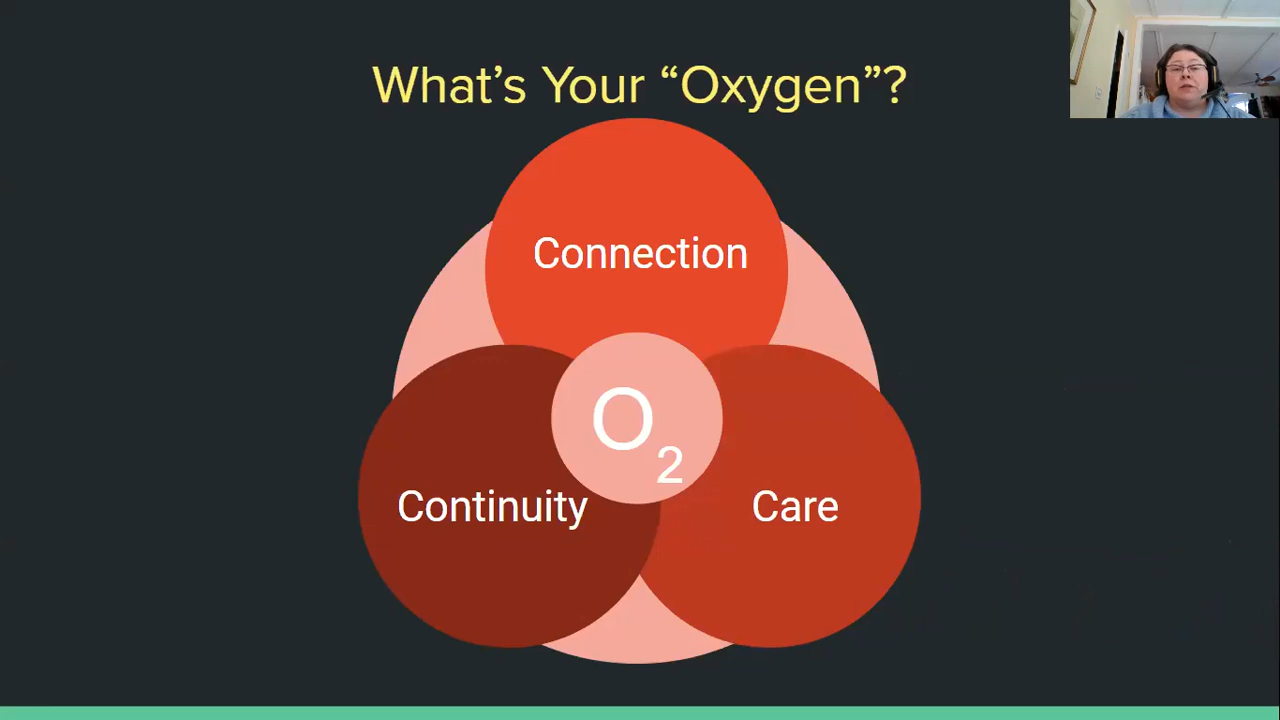 What's Your “Oxygen”?
Connection
O₂
Continuity
Care